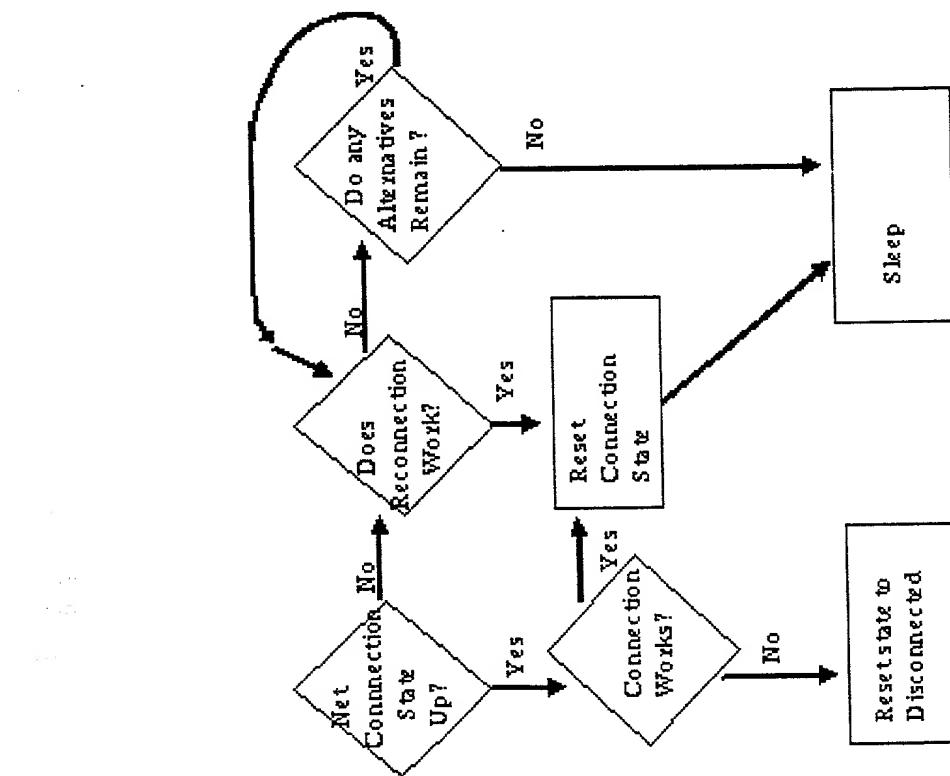 Net
Connnection
State
Up?
No
Yes
Does
Reconnection
Work?
No
Yes
Do any
Alternatives
Remain?
Yes
No
Connection
Works?
Yes
No
Reset
Connection
State
Reset state to
Disconnected
Sleep